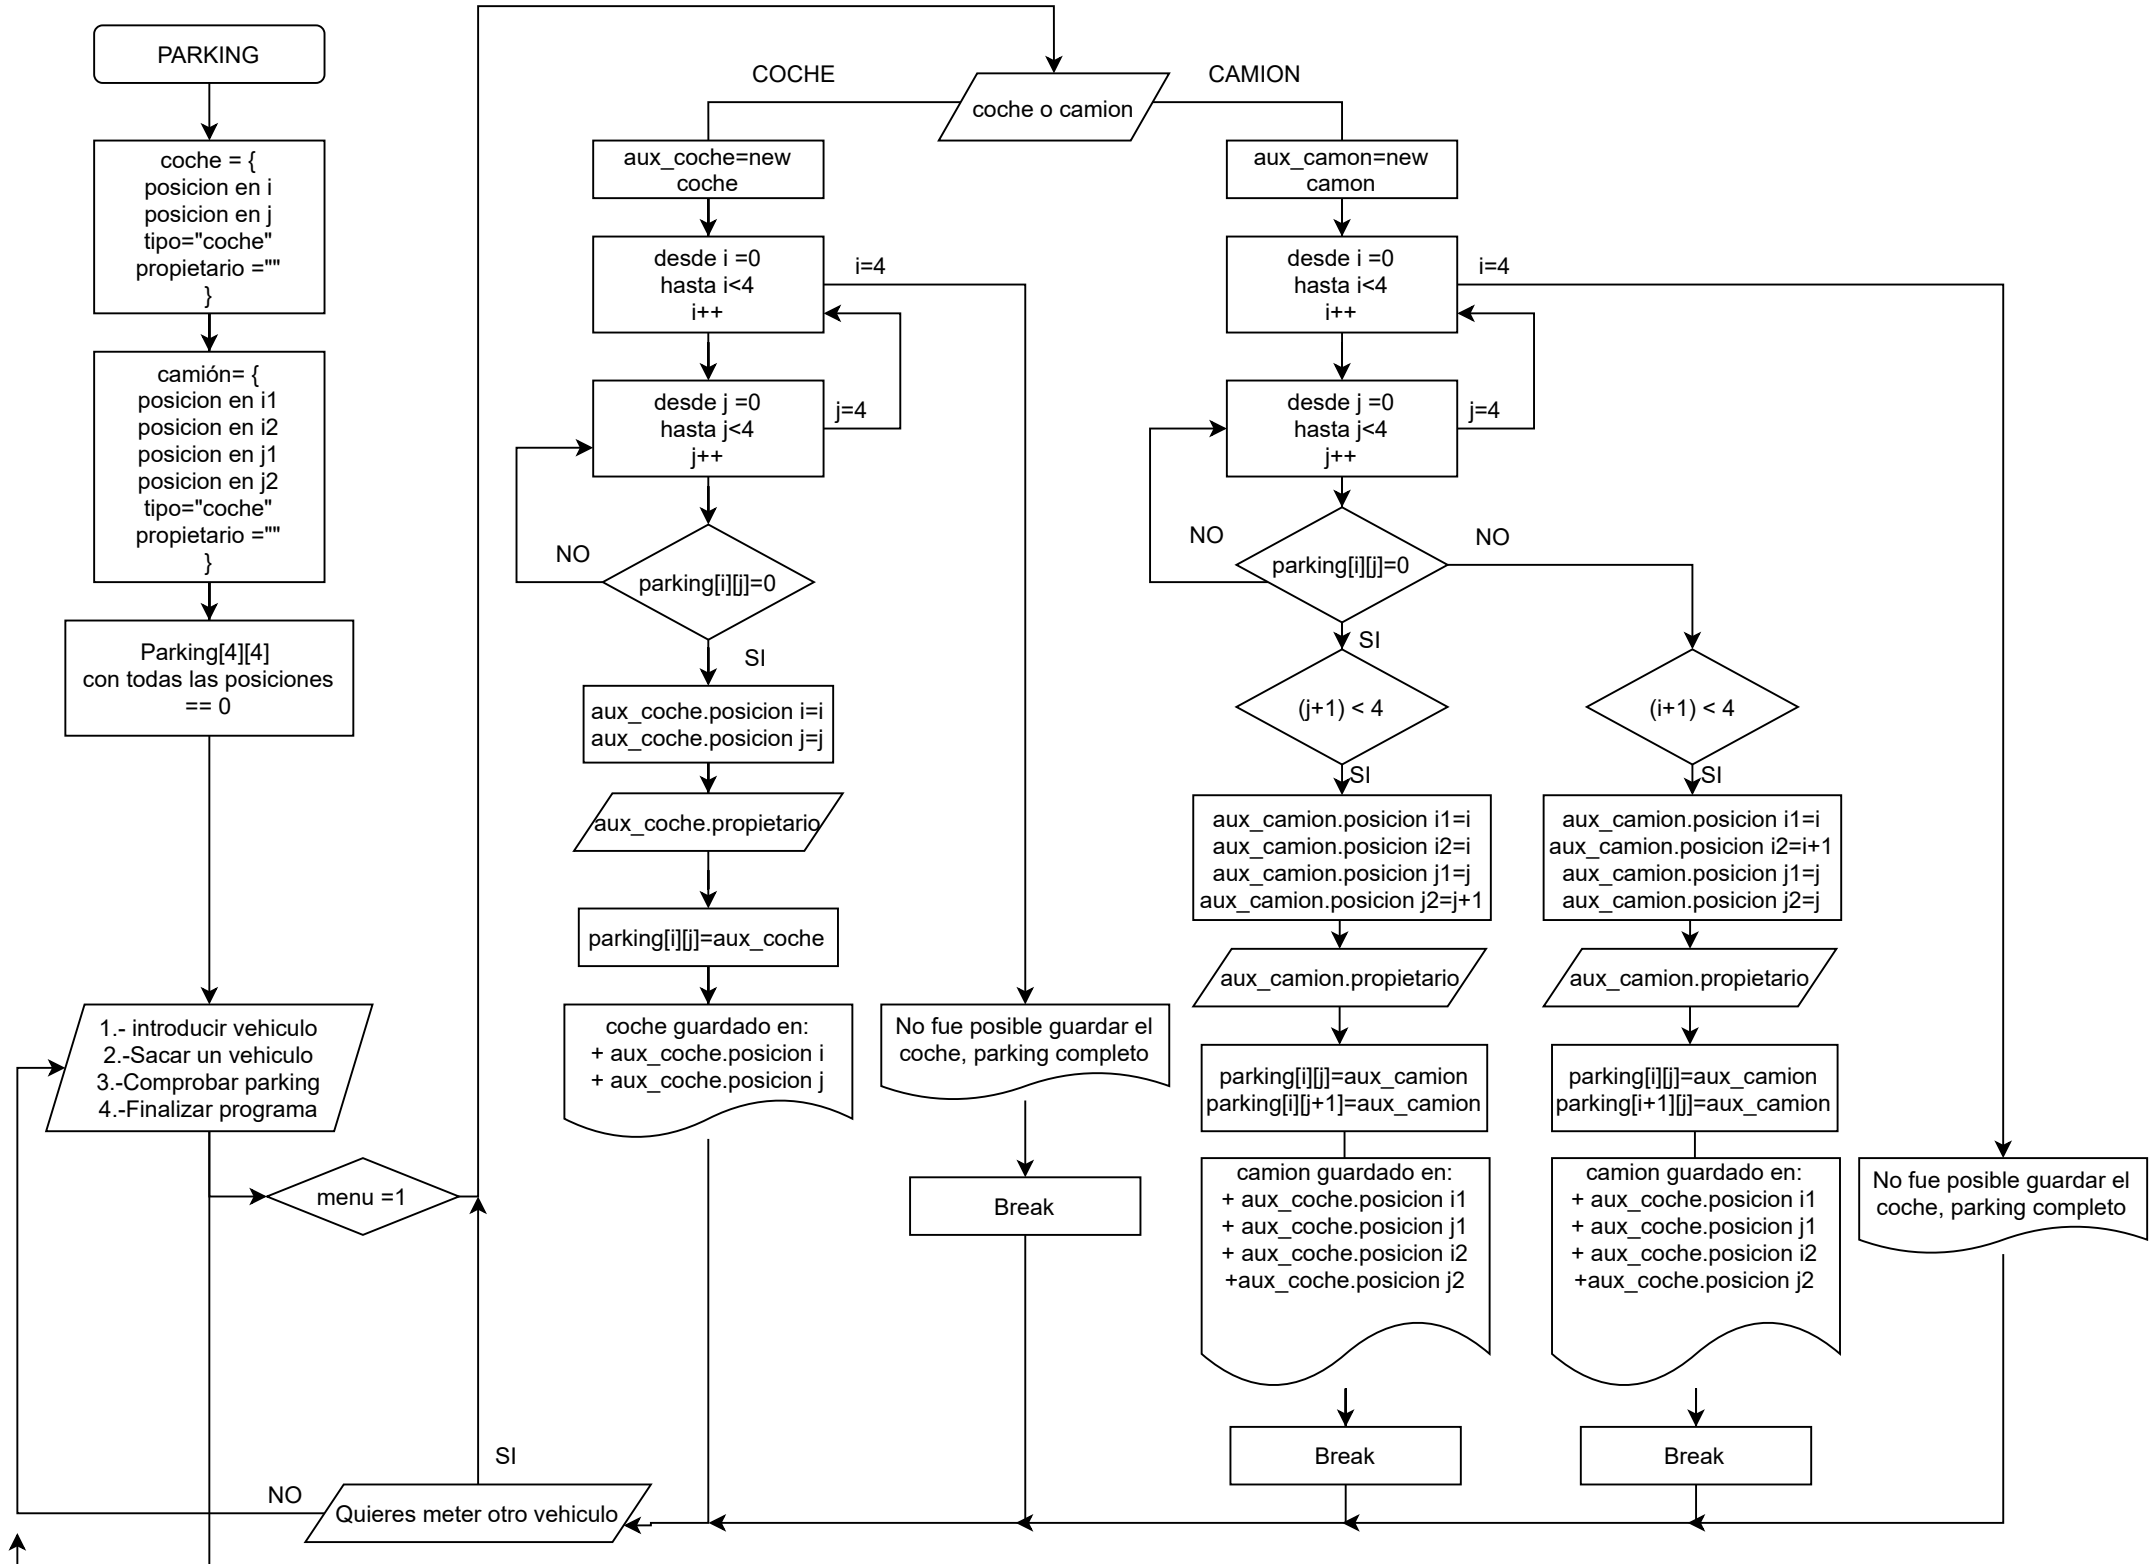 PARKING
coche = {
posicion en i
posicion en j
tipo="coche"
propietario =""
}
camión= {
posicion en i1
posicion en i2
posicion en j1
posicion en j2
tipo="coche"
propietario =""
}
Parking[4][4]
con todas las posiciones
== 0
1.- introducir vehiculo
2.-Sacar un vehiculo
3.-Comprobar parking
4.-Finalizar programa
menu =1
coche o camion
COCHE
aux_coche=new
coche
desde i =0
hasta i<4
i++
i=4
desde j =0
hasta j<4
j++
j=4
parking[i][j]=0
NO
SI
aux_coche.posicion i=i
aux_coche.posicion j=j
aux_coche.propietario
parking[i][j]=aux_coche
coche guardado en:
+ aux_coche.posicion i
+ aux_coche.posicion j
No fue posible guardar el
coche, parking completo
Break
CAMION
aux_camon=new
camon
desde i =0
hasta i<4
i++
i=4
desde j =0
hasta j<4
j++
j=4
parking[i][j]=0
NO
NO
SI
(j+1) < 4
SI
aux_camion.posicion i1=i
aux_camion.posicion i2=i
aux_camion.posicion j1=j
aux_camion.posicion j2=j+1
aux_camion.propietario
parking[i][j]=aux_camion
parking[i][j+1]=aux_camion
camion guardado en:
+ aux_coche.posicion i1
+ aux_coche.posicion j1
+ aux_coche.posicion i2
+aux_coche.posicion j2
Break
(i+1) < 4
SI
aux_camion.posicion i1=i
aux_camion.posicion i2=i+1
aux_camion.posicion j1=j
aux_camion.posicion j2=j
aux_camion.propietario
parking[i][j]=aux_camion
parking[i+1][j]=aux_camion
camion guardado en:
+ aux_coche.posicion i1
+ aux_coche.posicion j1
+ aux_coche.posicion i2
+aux_coche.posicion j2
Break
No fue posible guardar el
coche, parking completo
Quieres meter otro vehiculo
SI
NO